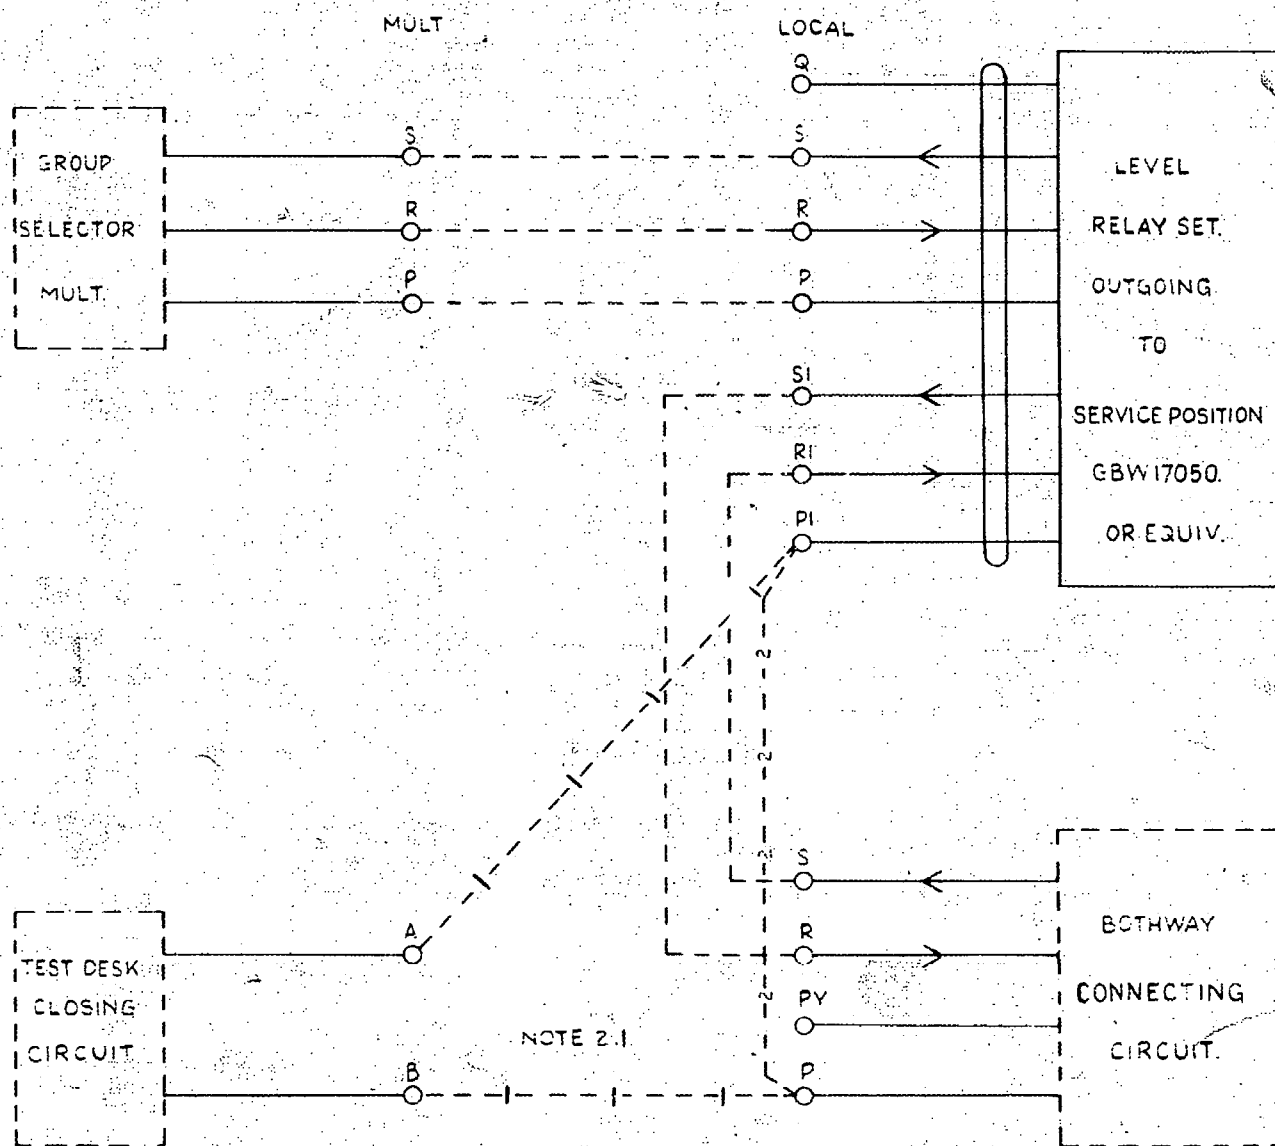 MULT
LOCAL
Q
S
S
R
R
P
P
S1
R1
P1
GROUP
SELECTOR
MULT.
LEVEL
RELAY SET.
OUTGOING
TO
SERVICE POSITION
GBW 17050.
OR EQUIV.
2
2
2
2
S
A
R
PY
B
P
TEST DESK
CLOSING
CIRCUIT
NOTE 2.1.
BOTHWAY
CONNECTING
CIRCUIT.